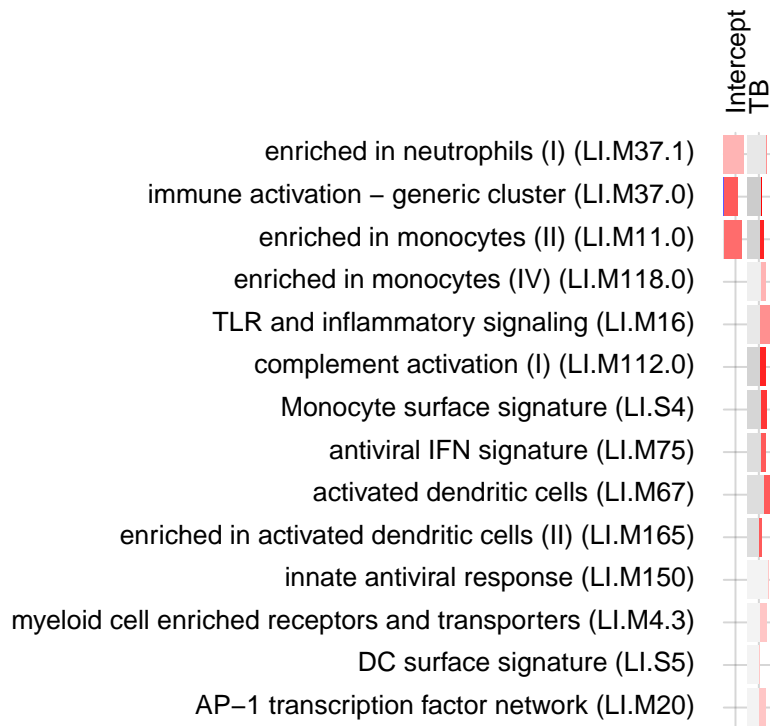 Intercept
TB
enriched in neutrophils (I) (LI.M37.1)
immune activation − generic cluster (LI.M37.0)
enriched in monocytes (II) (LI.M11.0)
enriched in monocytes (IV) (LI.M118.0)
TLR and inflammatory signaling (LI.M16)
complement activation (I) (LI.M112.0)
Monocyte surface signature (LI.S4)
antiviral IFN signature (LI.M75)
activated dendritic cells (LI.M67)
enriched in activated dendritic cells (II) (LI.M165)
innate antiviral response (LI.M150)
myeloid cell enriched receptors and transporters (LI.M4.3)
DC surface signature (LI.S5)
AP−1 transcription factor network (LI.M20)